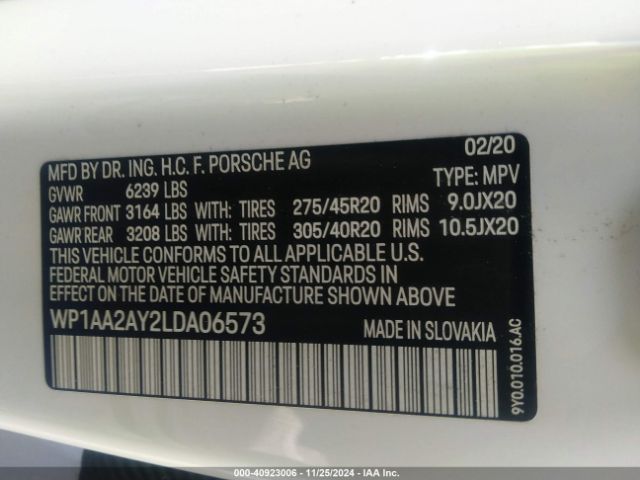 MFD BY DR. ING. H.C. F. PORSCHE AG 02/20
GVWR 6239 LBS TYPE: MPV
GAWR FRONT 3164 LBS WITH: TIRES 275/45R20 RIMS 9.0JX20
GAWR REAR 3208 LBS WITH: TIRES 305/40R20 RIMS 10.5JX20
THIS VEHICLE CONFORMS TO ALL APPLICABLE U.S.
FEDERAL MOTOR VEHICLE SAFETY STANDARDS IN
EFFECT ON THE DATE OF MANUFACTURE SHOWN ABOVE
WP1AA2AY2LDA06573 MADE IN SLOVAKIA
9Y0.010.016.AC
000-40923006 - 11/25/2024 - IAA Inc.